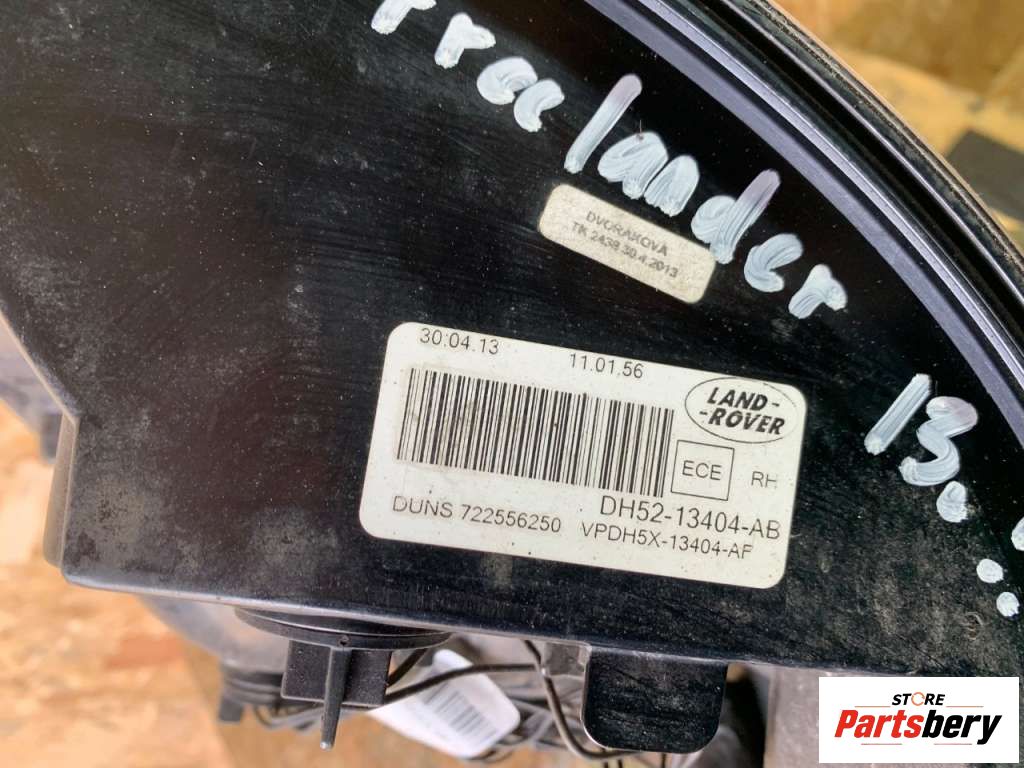 Freelander
DVORAKOVA
TK 2438 30.4.2013
30.04.13
11.01.56
LAND-
-ROVER
ECE
RH
DH52-13404-AB
DUNS 722556250
VPDH5X-13404-AF
13.
STORE
Partsbery